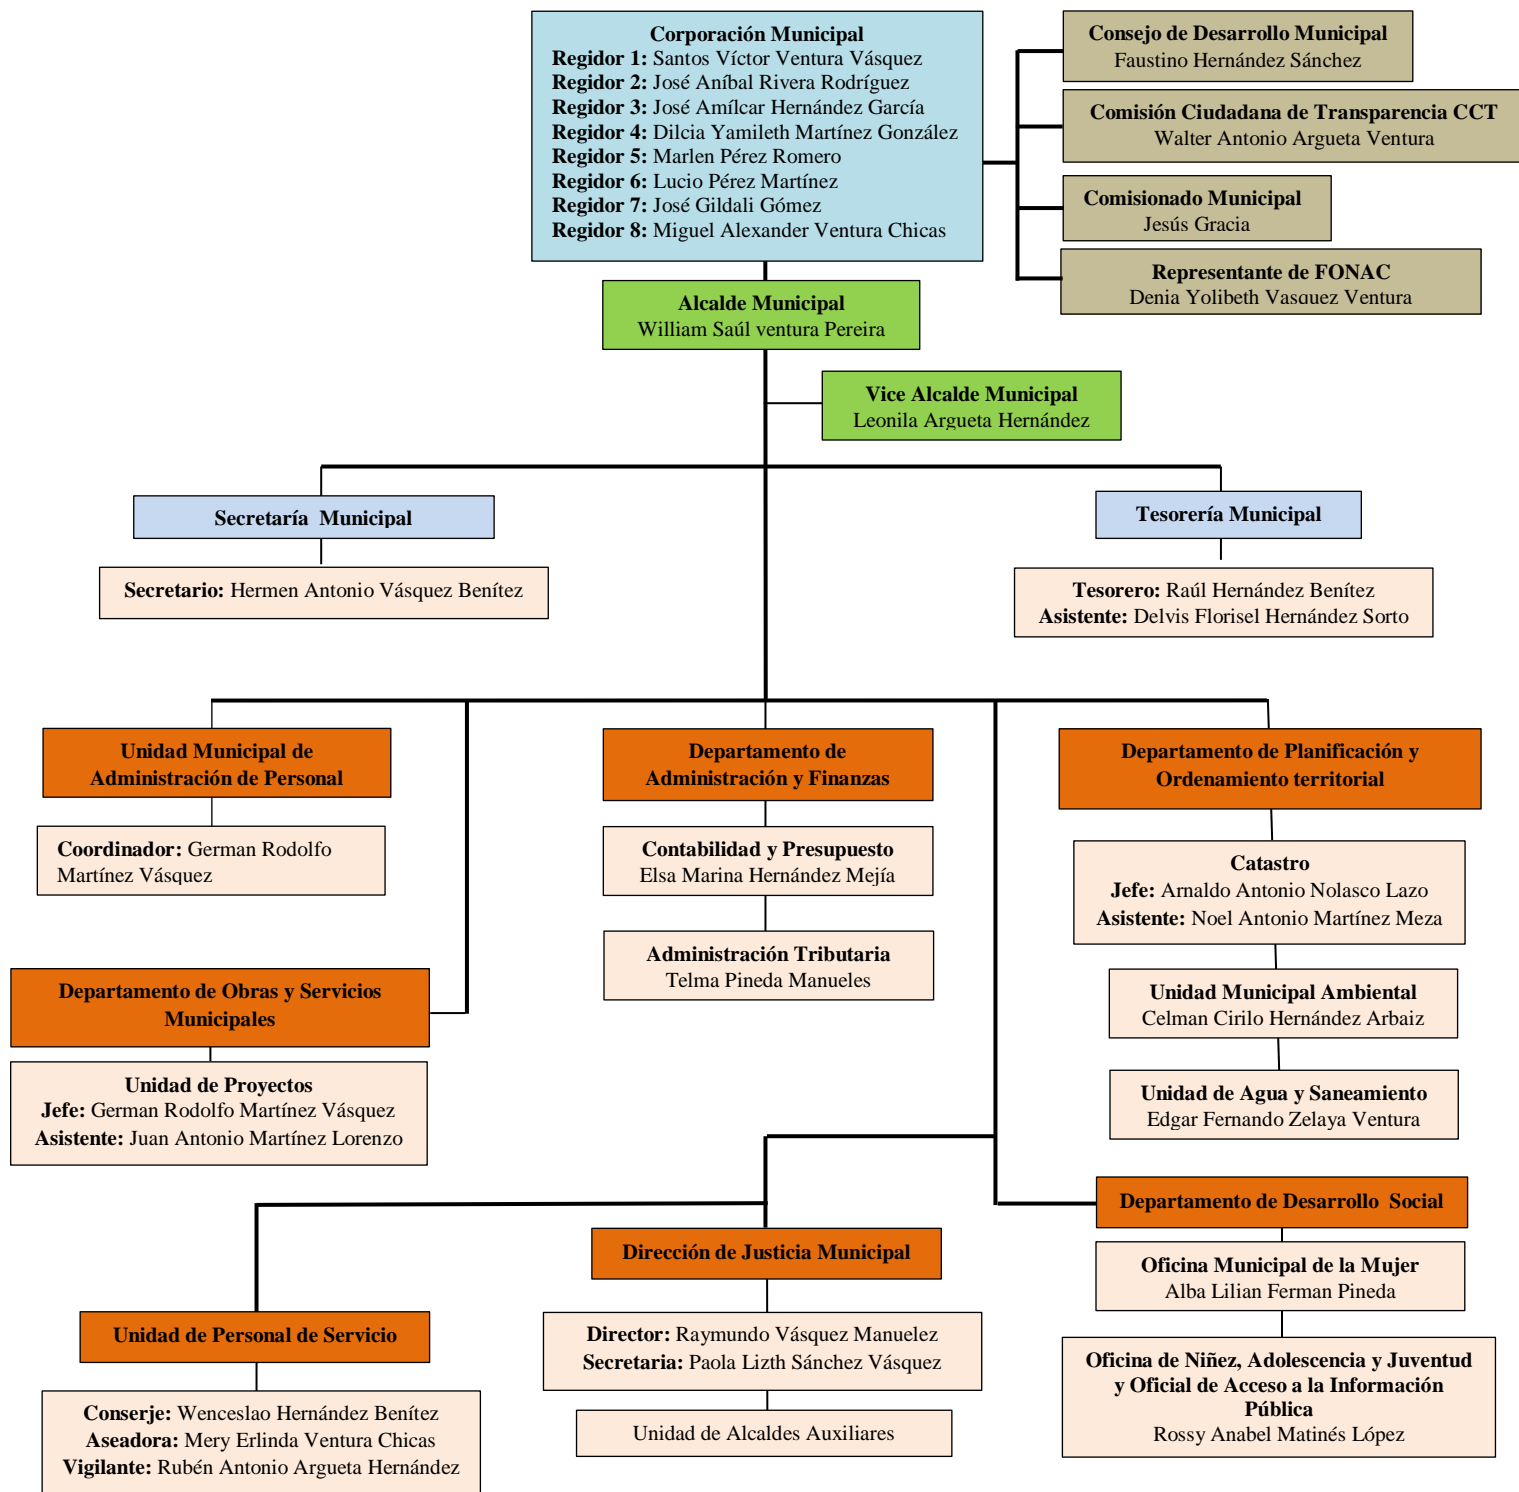 Corporación Municipal
Regidor 1: Santos Víctor Ventura Vásquez
Regidor 2: José Aníbal Rivera Rodríguez
Regidor 3: José Amílcar Hernández García
Regidor 4: Dilcia Yamileth Martínez González
Regidor 5: Marlen Pérez Romero
Regidor 6: Lucio Pérez Martínez
Regidor 7: José Gildali Gómez
Regidor 8: Miguel Alexander Ventura Chicas
Consejo de Desarrollo Municipal
Faustino Hernández Sánchez
Comisión Ciudadana de Transparencia CCT
Walter Antonio Argueta Ventura
Comisionado Municipal
Jesús Gracia
Representante de FONAC
Denia Yolibeth Vasquez Ventura
Alcalde Municipal
William Saúl ventura Pereira
Vice Alcalde Municipal
Leonila Argueta Hernández
Secretaría Municipal
Secretario: Hermen Antonio Vásquez Benítez
Tesorería Municipal
Tesorero: Raúl Hernández Benítez
Asistente: Delvis Florisel Hernández Sorto
Unidad Municipal de
Administración de Personal
Coordinador: German Rodolfo
Martínez Vásquez
Departamento de
Administración y Finanzas
Contabilidad y Presupuesto
Elsa Marina Hernández Mejía
Administración Tributaria
Telma Pineda Manueles
Departamento de Planificación y
Ordenamiento territorial
Catastro
Jefe: Arnaldo Antonio Nolasco Lazo
Asistente: Noel Antonio Martínez Meza
Unidad Municipal Ambiental
Celman Cirilo Hernández Arbaiz
Unidad de Agua y Saneamiento
Edgar Fernando Zelaya Ventura
Departamento de Obras y Servicios
Municipales
Unidad de Proyectos
Jefe: German Rodolfo Martínez Vásquez
Asistente: Juan Antonio Martínez Lorenzo
Departamento de Desarrollo Social
Oficina Municipal de la Mujer
Alba Lilian Ferman Pineda
Oficina de Niñez, Adolescencia y Juventud
y Oficial de Acceso a la Información
Pública
Rossy Anabel Matinés López
Dirección de Justicia Municipal
Director: Raymundo Vásquez Manuelez
Secretaria: Paola Lizth Sánchez Vásquez
Unidad de Alcaldes Auxiliares
Unidad de Personal de Servicio
Conserje: Wenceslao Hernández Benítez
Aseadora: Mery Erlinda Ventura Chicas
Vigilante: Rubén Antonio Argueta Hernández